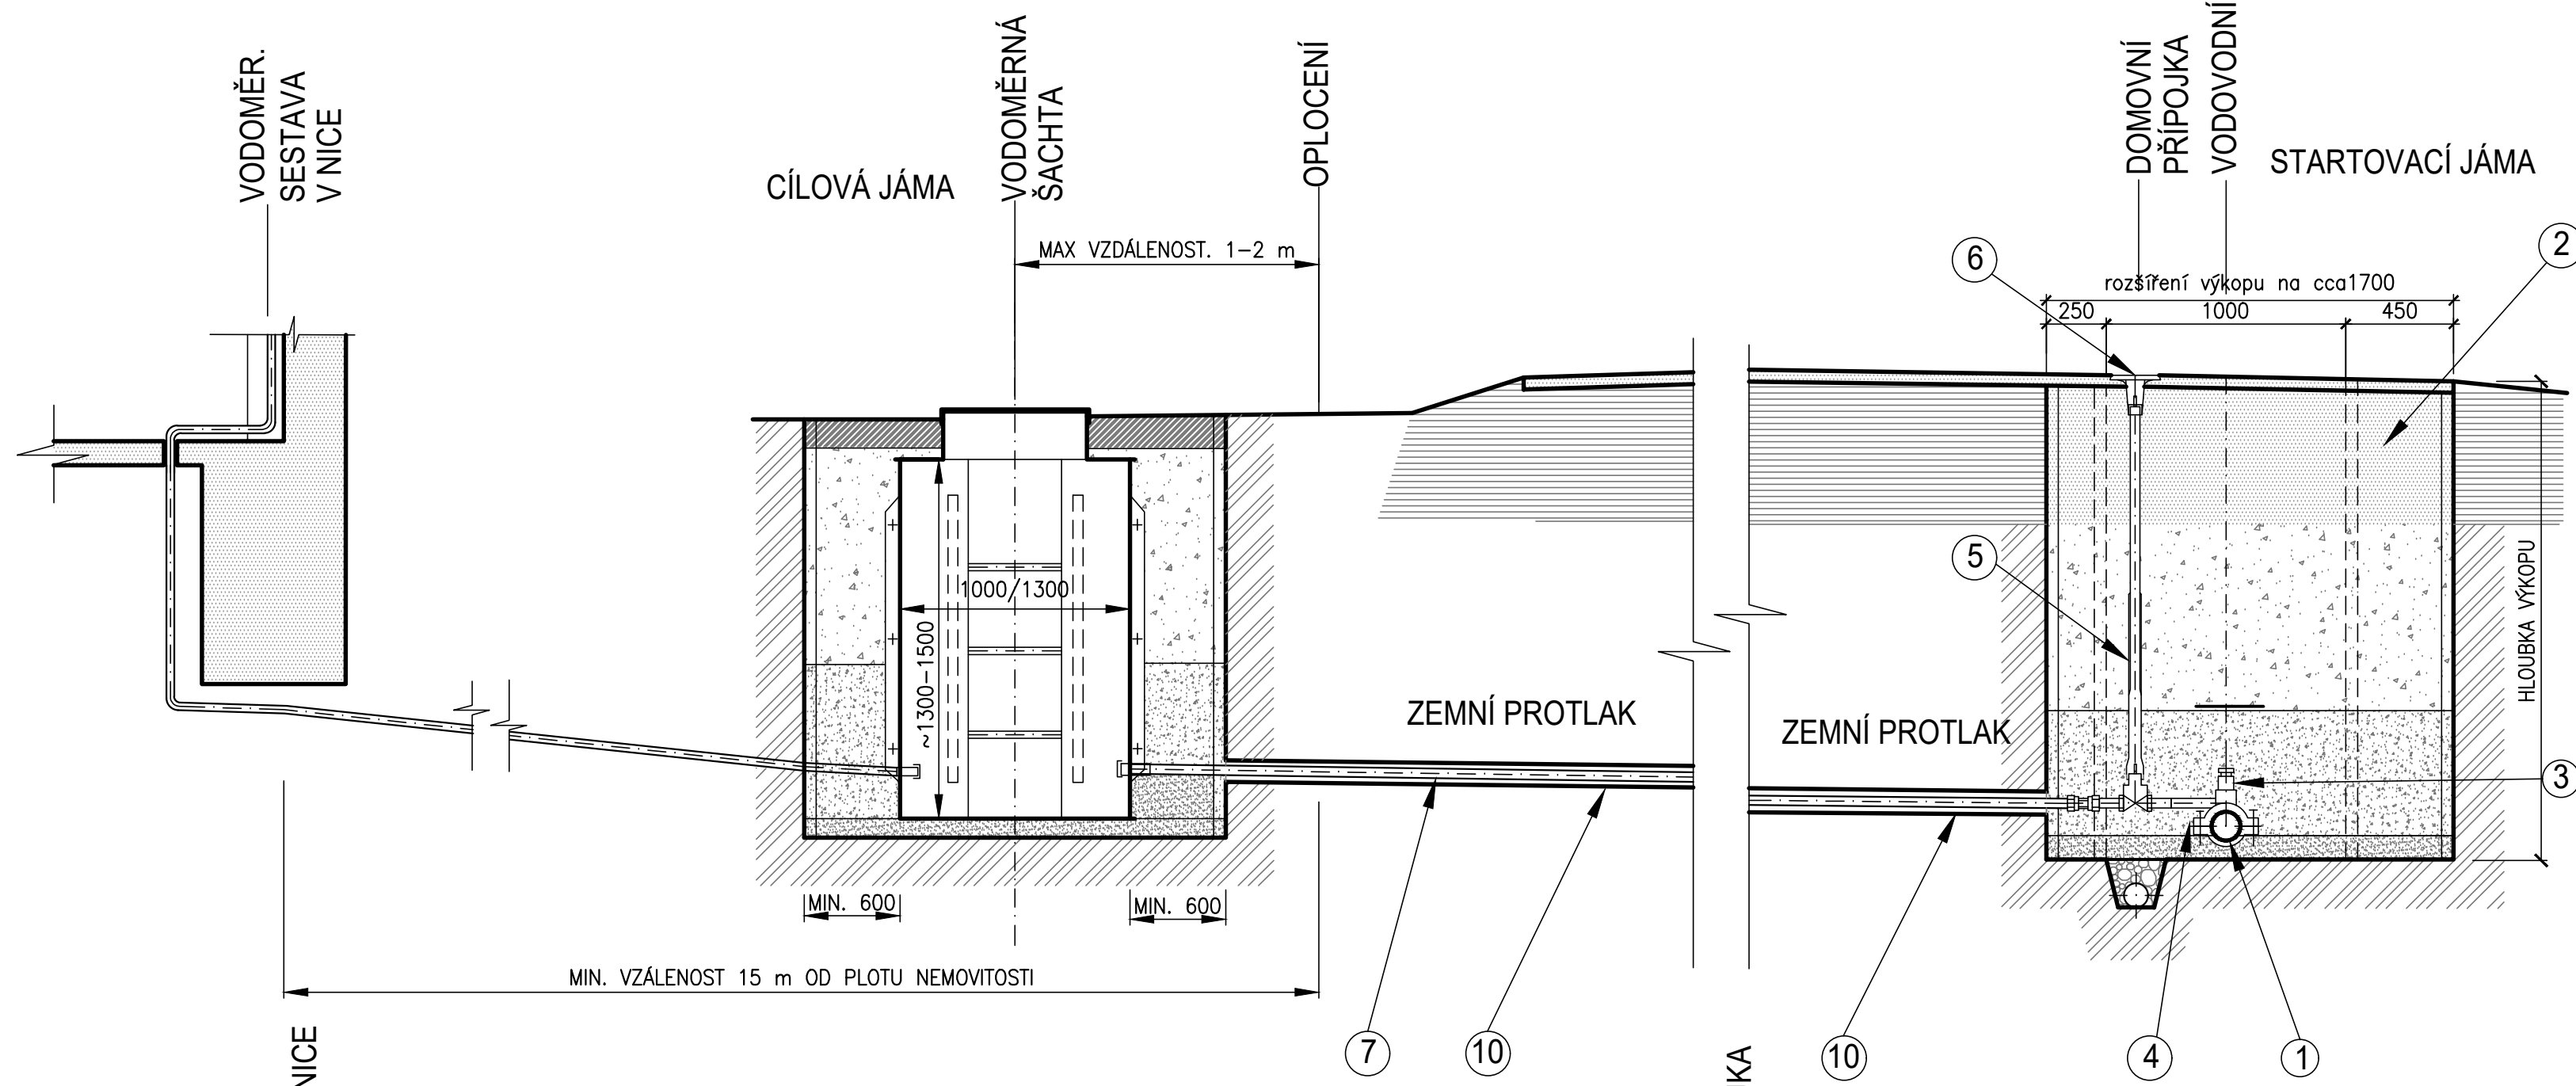 VODOMĚR.
SESTAVA
V NICE
CÍLOVÁ JÁMA
VODOMĚRNÁ
ŠACHTA
OPLOCENÍ
DOMOVNÍ
PŘÍPOJKA
VODOVODNÍ
STARTOVACÍ JÁMA
MAX VZDÁLENOST. 1-2 m
6
2
rozšíření výkopu na cca1700
250
1000
450
5
HLOUBKA VÝKOPU
1000/1300
~1300-1500
ZEMNÍ PROTLAK
ZEMNÍ PROTLAK
3
MIN. 600
MIN. 600
MIN. VZÁLENOST 15 m OD PLOTU NEMOVITOSTI
7
10
10
4
1
NICE
KA